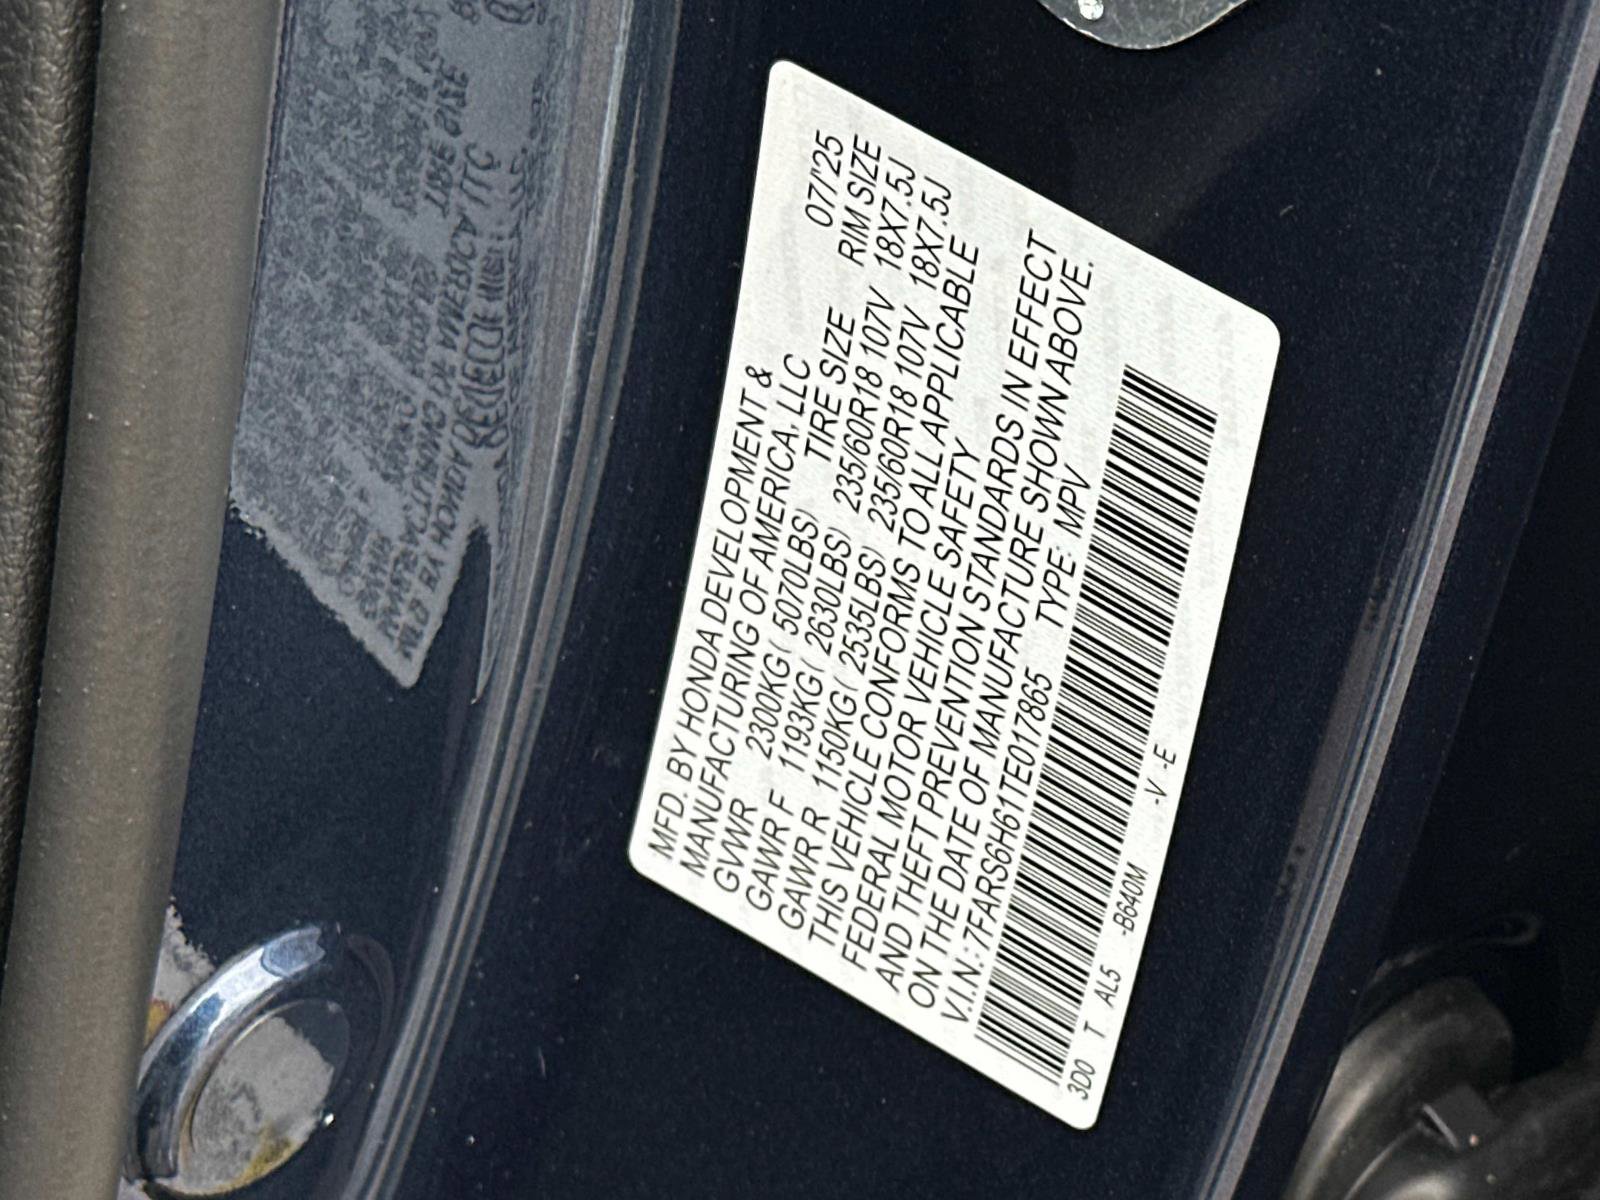 MFD. BY HONDA DEVELOPMENT &
MANUFACTURING OF AMERICA, LLC 07/'25
GVWR 2300KG( 5070LBS) TIRE SIZE RIM SIZE
GAWR F 1193KG( 2630LBS) 235/60R18 107V 18X7.5J
GAWR R 1150KG( 2535LBS) 235/60R18 107V 18X7.5J
THIS VEHICLE CONFORMS TO ALL APPLICABLE
FEDERAL MOTOR VEHICLE SAFETY
AND THEFT PREVENTION STANDARDS IN EFFECT
ON THE DATE OF MANUFACTURE SHOWN ABOVE.
V.I.N.:7FARS6H61TE017865 TYPE: MPV
3D0 T AL5 -B640M -V -E